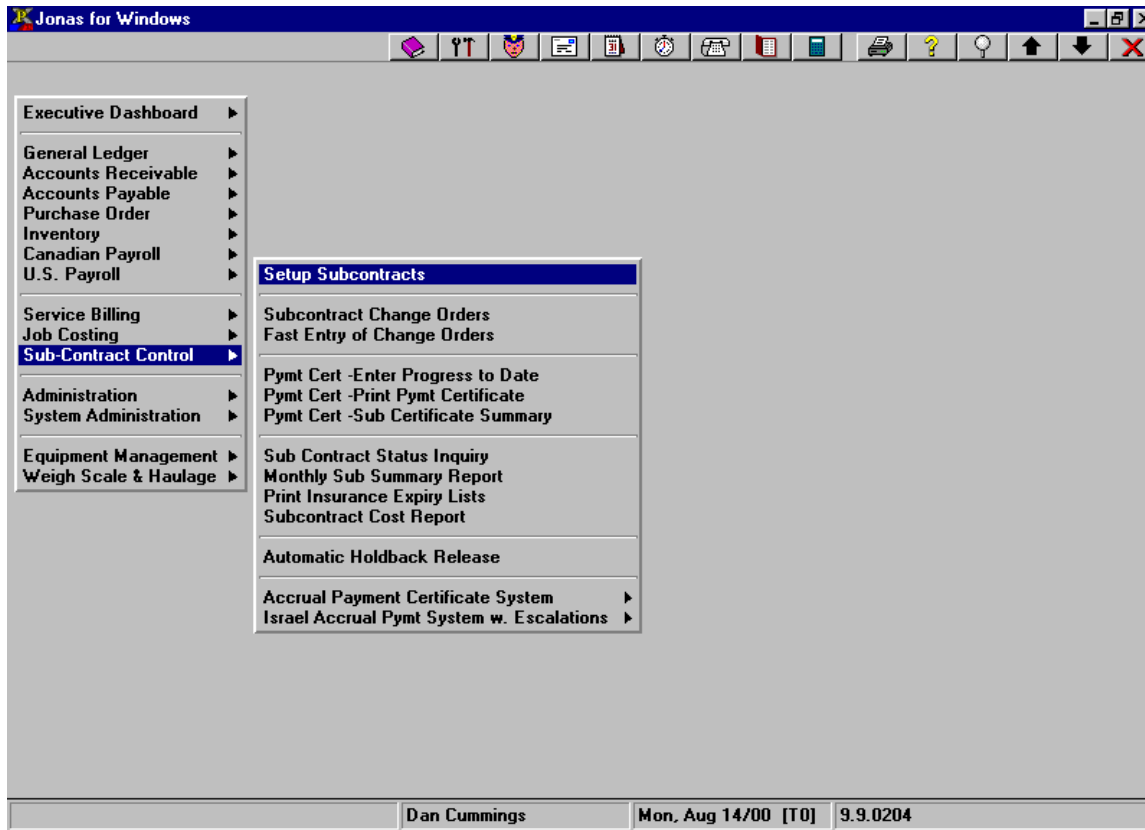 Jonas for Windows
Executive Dashboard
General Ledger
Accounts Receivable
Accounts Payable
Purchase Order
Inventory
Canadian Payroll
U.S. Payroll
Service Billing
Job Costing
Sub-Contract Control
Administration
System Administration
Equipment Management
Weigh Scale & Haulage
Setup Subcontracts
Subcontract Change Orders
Fast Entry of Change Orders
Pymt Cert -Enter Progress to Date
Pymt Cert -Print Pymt Certificate
Pymt Cert -Sub Certificate Summary
Sub Contract Status Inquiry
Monthly Sub Summary Report
Print Insurance Expiry Lists
Subcontract Cost Report
Automatic Holdback Release
Accrual Payment Certificate System
Israel Accrual Pymt System w. Escalations
Dan Cummings
Mon, Aug 14/00 [T0]
9.9.0204